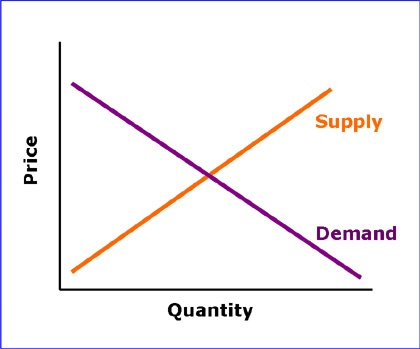 Supply
Price
Demand
Quantity